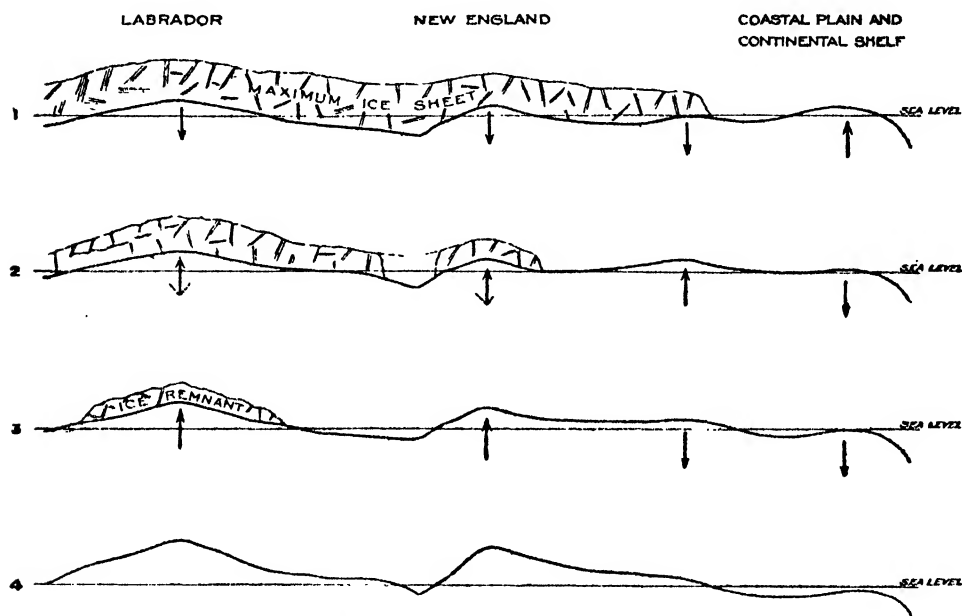 LABRADOR
NEW ENGLAND
COASTAL PLAIN AND
CONTINENTAL SHELF
MAXIMUM ICE SHEET
1
SEA LEVEL
2
SEA LEVEL
ICE REMNANT
3
SEA LEVEL
4
SEA LEVEL